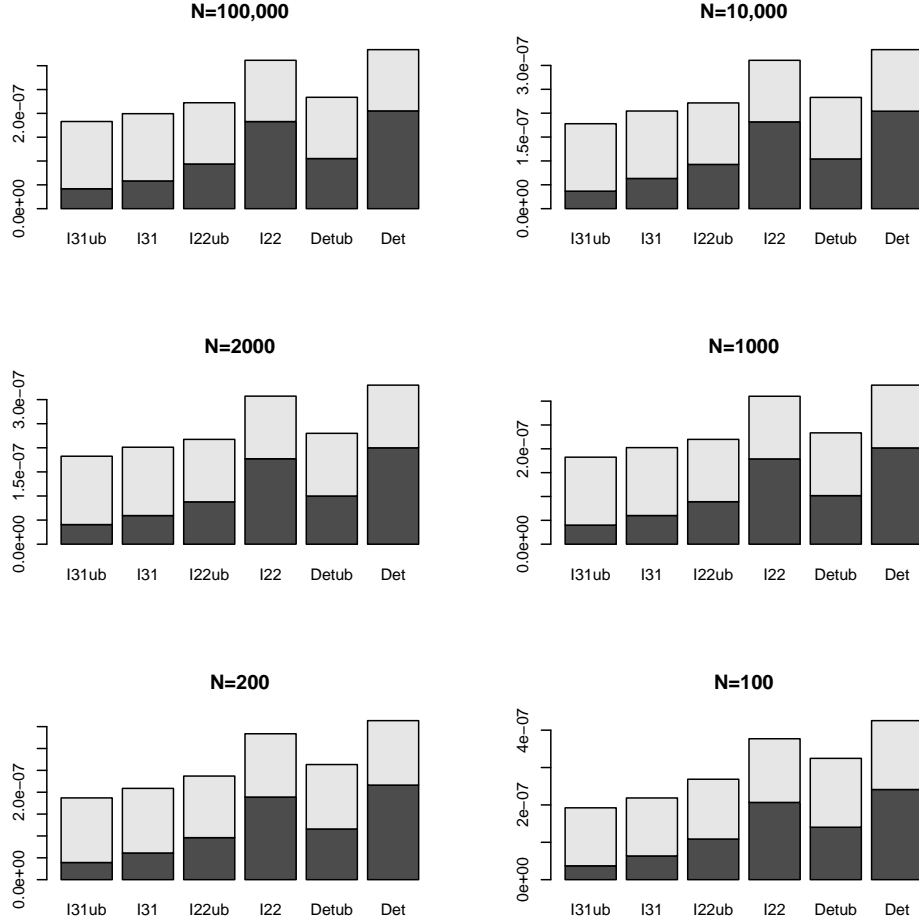 N=100,000
2.0e−07
0.0e+00
I31ub I31 I22ub I22 Detub Det
N=10,000
3.0e−07
1.5e−07
0.0e+00
I31ub I31 I22ub I22 Detub Det
N=2000
3.0e−07
1.5e−07
0.0e+00
I31ub I31 I22ub I22 Detub Det
N=1000
2.0e−07
0.0e+00
I31ub I31 I22ub I22 Detub Det
N=200
2.0e−07
0.0e+00
I31ub I31 I22ub I22 Detub Det
N=100
4e−07
2e−07
0e+00
I31ub I31 I22ub I22 Detub Det